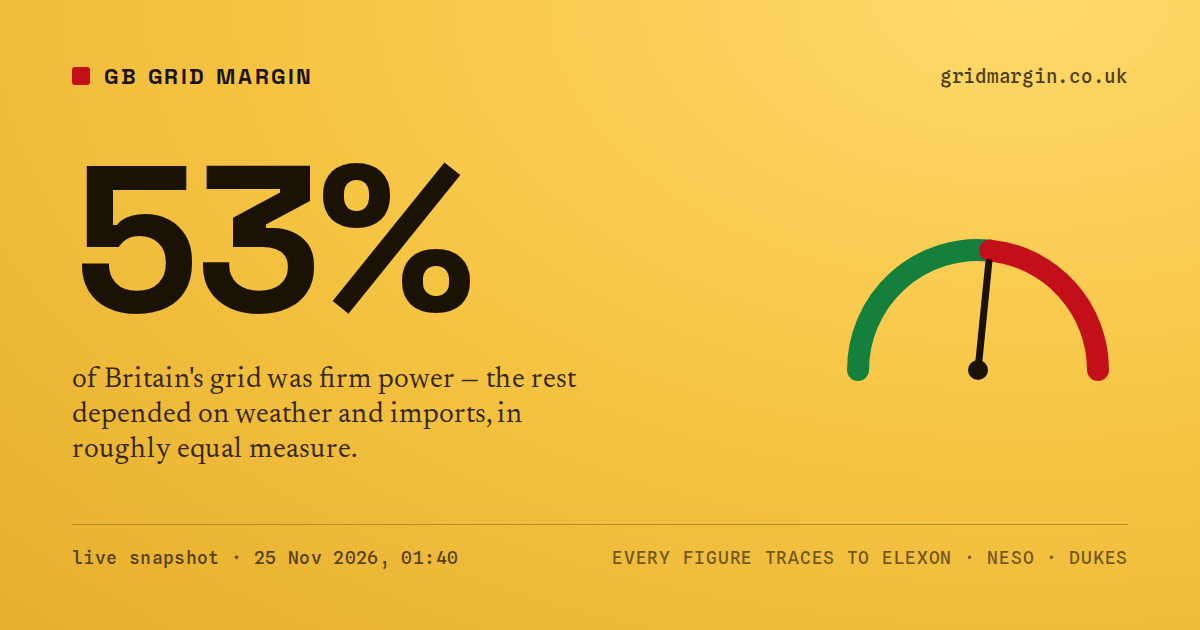 GB GRID MARGIN
gridmargin.co.uk
53%
of Britain's grid was firm power — the rest
depended on weather and imports, in
roughly equal measure.
live snapshot · 25 Nov 2026, 01:40
EVERY FIGURE TRACES TO ELEXON · NESO · DUKES